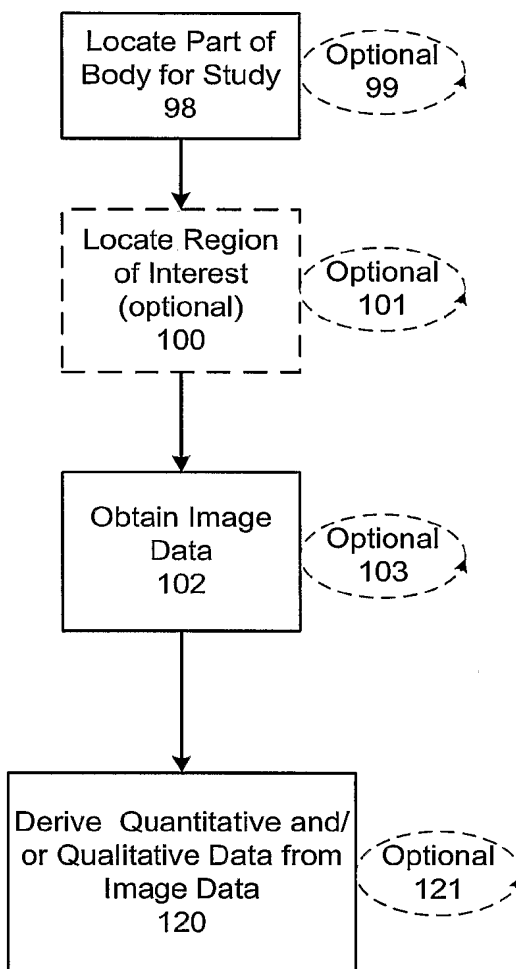 Locate Part of
Body for Study
98
Optional
99
Locate Region
of Interest
(optional)
100
Optional
101
Obtain Image
Data
102
Optional
103
Derive Quantitative and/
or Qualitative Data from
Image Data
120
Optional
121